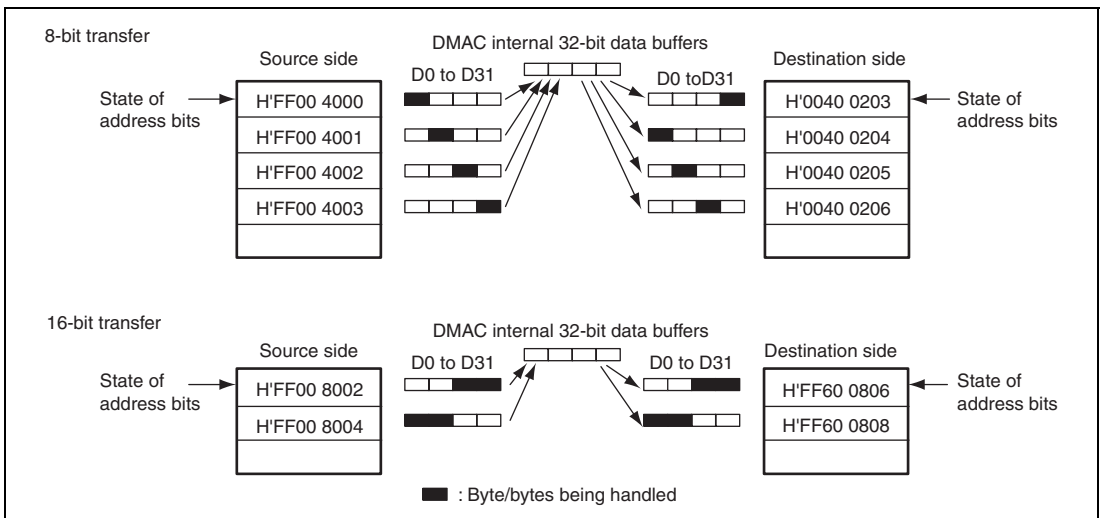 8-bit transfer
DMAC internal 32-bit data buffers
Source side
D0 to D31
D0 toD31
Destination side
State of
address bits
H'FF00 4000
H'FF00 4001
H'FF00 4002
H'FF00 4003
H'0040 0203
H'0040 0204
H'0040 0205
H'0040 0206
State of
address bits
16-bit transfer
DMAC internal 32-bit data buffers
Source side
D0 to D31
D0 to D31
Destination side
State of
address bits
H'FF00 8002
H'FF00 8004
H'FF60 0806
H'FF60 0808
State of
address bits
: Byte/bytes being handled